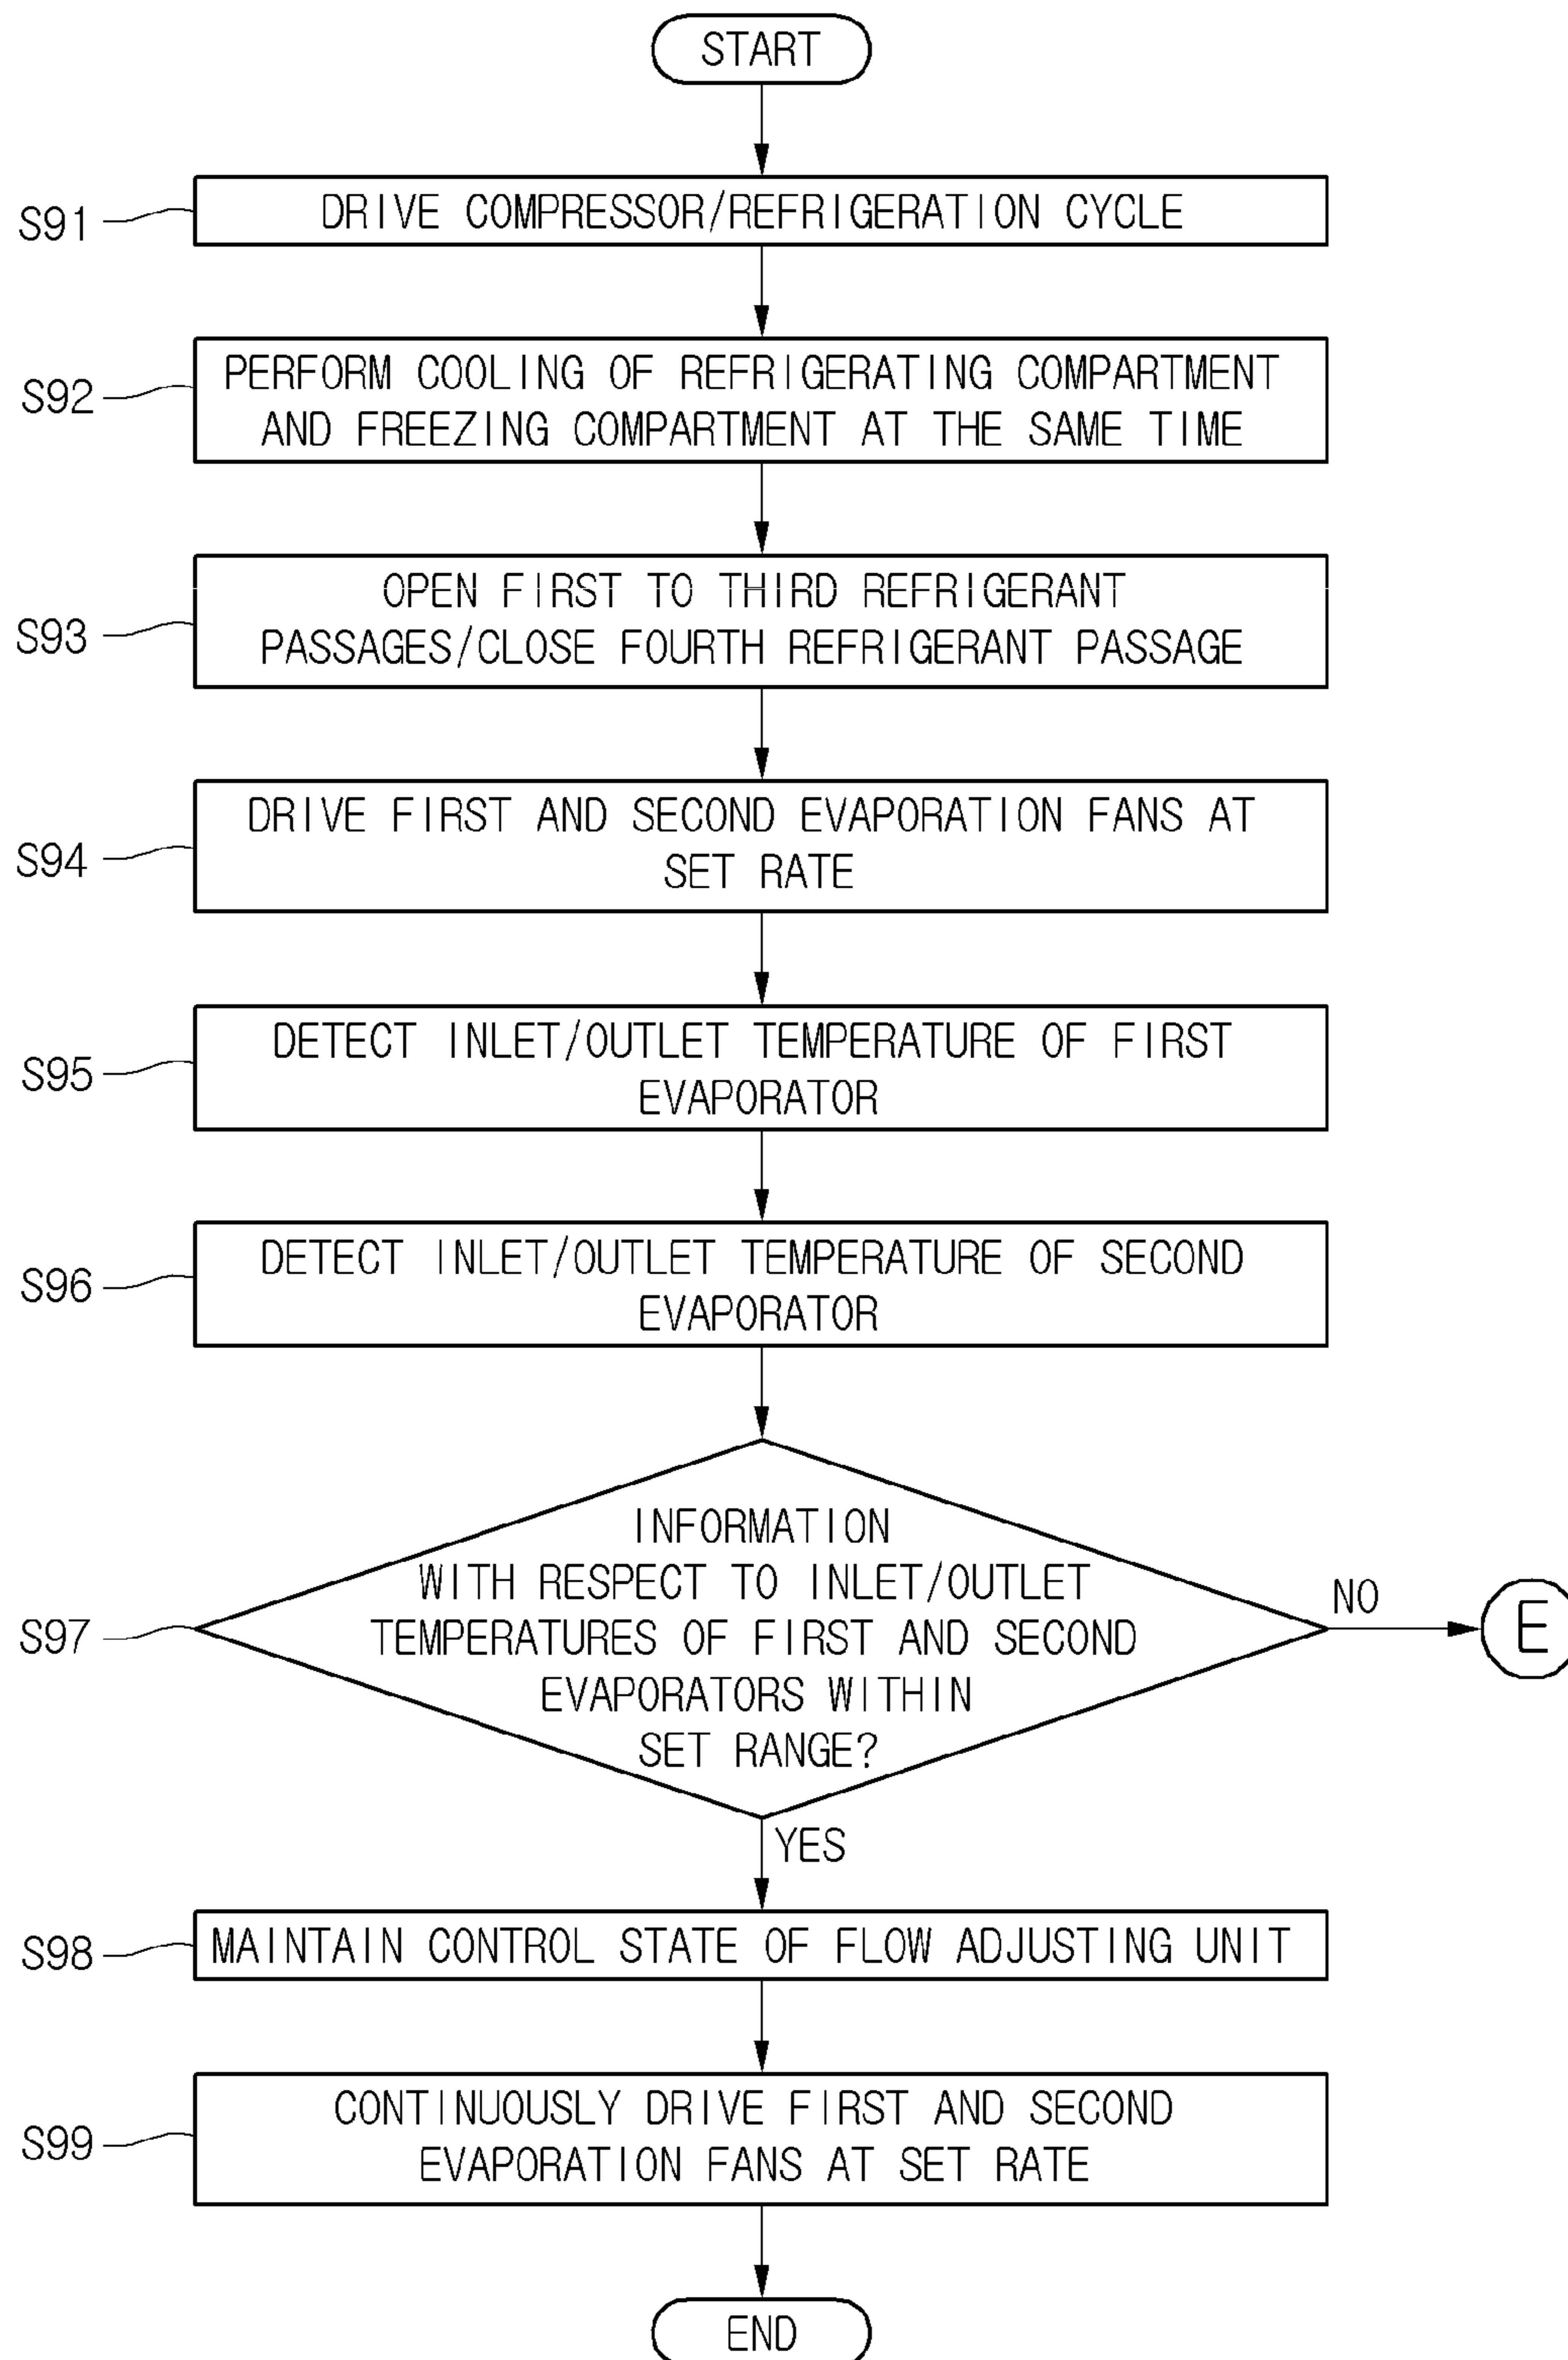 START
S91
DRIVE COMPRESSOR/REFRIGERATION CYCLE
S92
PERFORM COOLING OF REFRIGERATING COMPARTMENT
AND FREEZING COMPARTMENT AT THE SAME TIME
S93
OPEN FIRST TO THIRD REFRIGERANT
PASSAGES/CLOSE FOURTH REFRIGERANT PASSAGE
S94
DRIVE FIRST AND SECOND EVAPORATION FANS AT
SET RATE
S95
DETECT INLET/OUTLET TEMPERATURE OF FIRST
EVAPORATOR
S96
DETECT INLET/OUTLET TEMPERATURE OF SECOND
EVAPORATOR
S97
INFORMATION
WITH RESPECT TO INLET/OUTLET
TEMPERATURES OF FIRST AND SECOND
EVAPORATORS WITHIN
SET RANGE?
NO
E
YES
S98
MAINTAIN CONTROL STATE OF FLOW ADJUSTING UNIT
S99
CONTINUOUSLY DRIVE FIRST AND SECOND
EVAPORATION FANS AT SET RATE
END